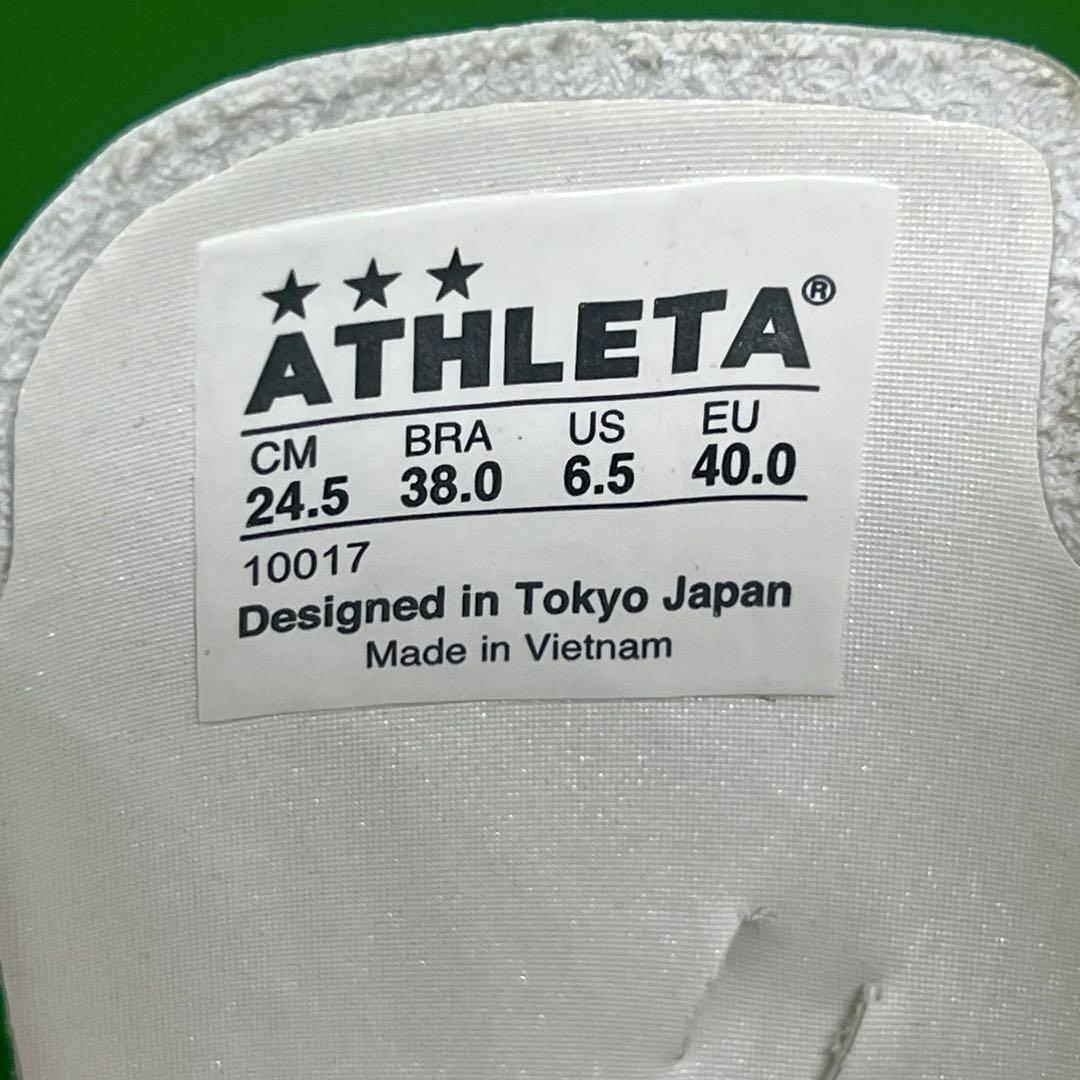 ★★★
ATHLETA®
CM BRA US EU
24.5 38.0 6.5 40.0
10017
Designed in Tokyo Japan
Made in Vietnam